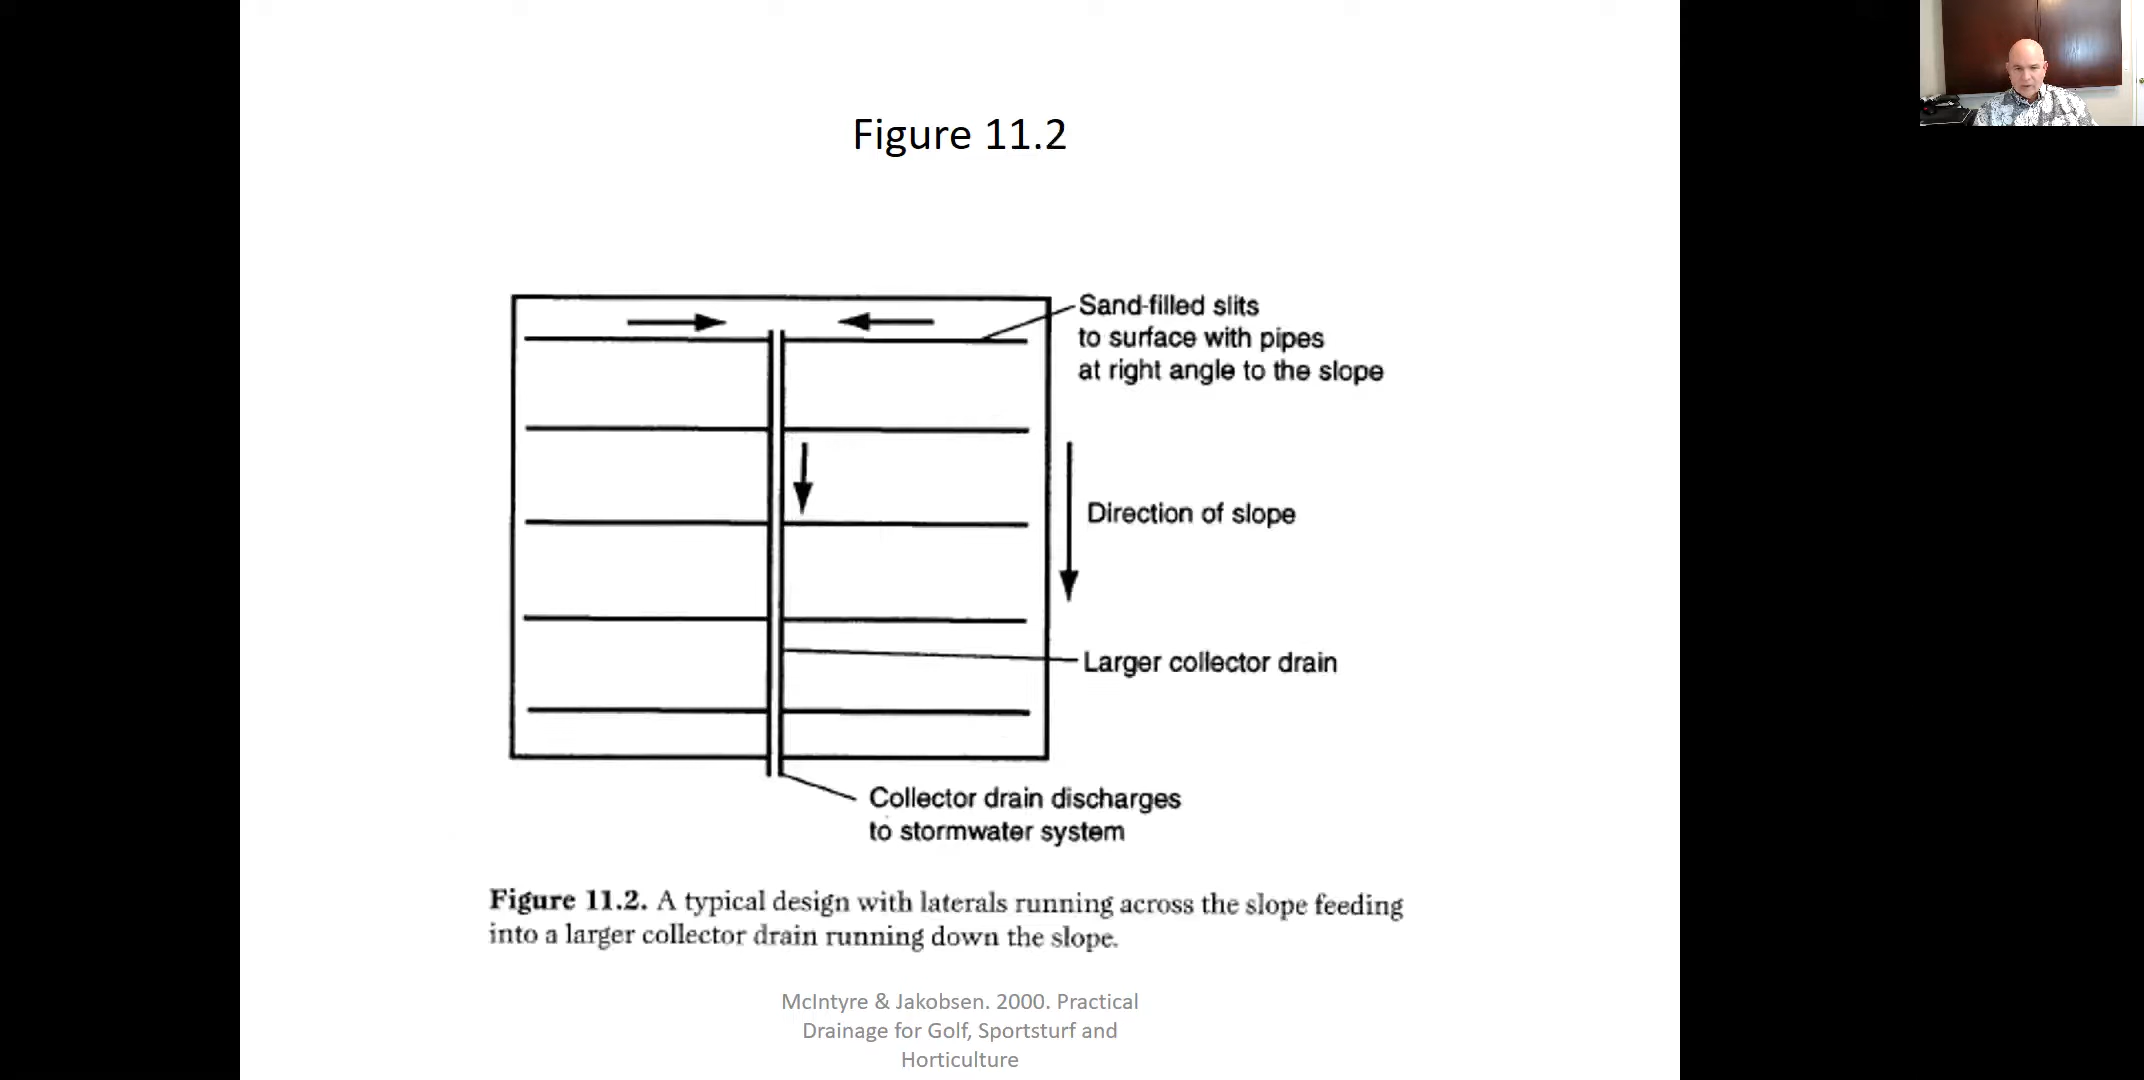 Figure 11.2
Sand-filled slits
to surface with pipes
at right angle to the slope
Direction of slope
Larger collector drain
Collector drain discharges
to stormwater system
Figure 11.2. A typical design with laterals running across the slope feeding
into a larger collector drain running down the slope.
McIntyre & Jakobsen. 2000. Practical
Drainage for Golf, Sportsturf and
Horticulture